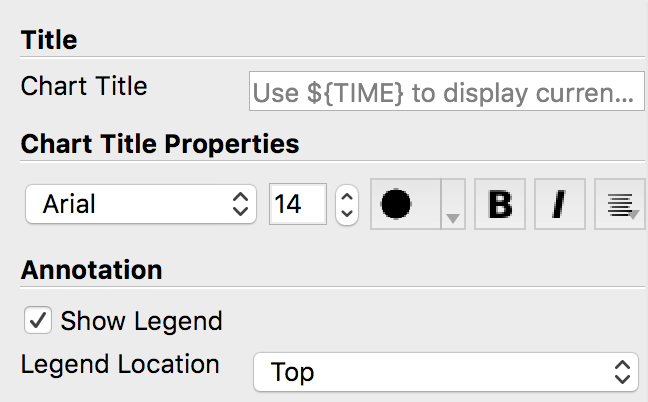 Title
Chart Title
Use ${TIME} to display curren...
Chart Title Properties
Arial 14 B I
Annotation
Show Legend
Legend Location Top